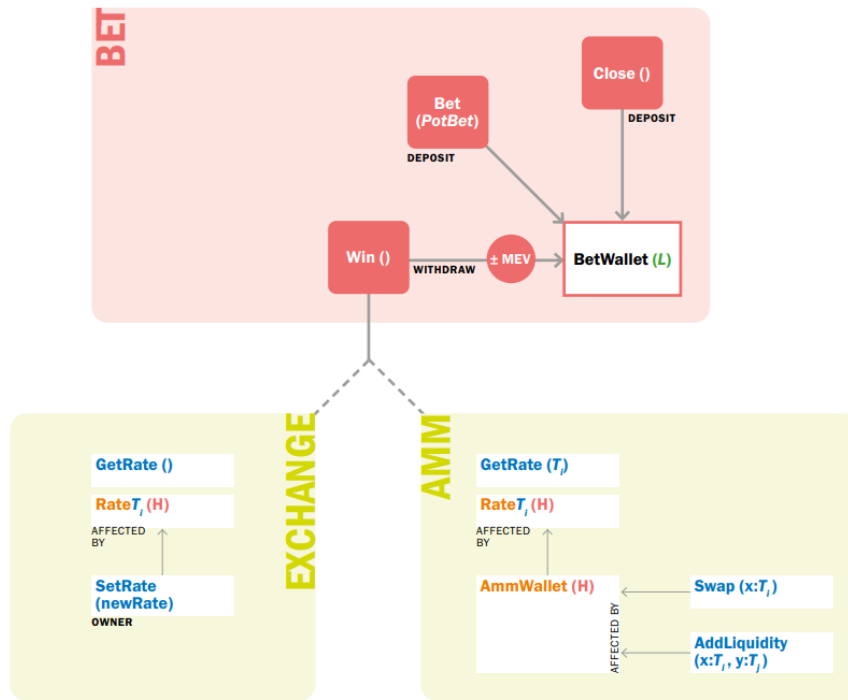 BET
Close ()
DEPOSIT
Bet
(PotBet)
DEPOSIT
Win ()
WITHDRAW
± MEV
BetWallet (L)
EXCHANGE
GetRate ()
RateTi (H)
AFFECTED
BY
SetRate
(newRate)
OWNER
AMM
GetRate (Ti)
RateTi (H)
AFFECTED
BY
AmmWallet (H)
AFFECTED BY
Swap (x:Ti)
AddLiquidity
(x:Ti, y:Tj)